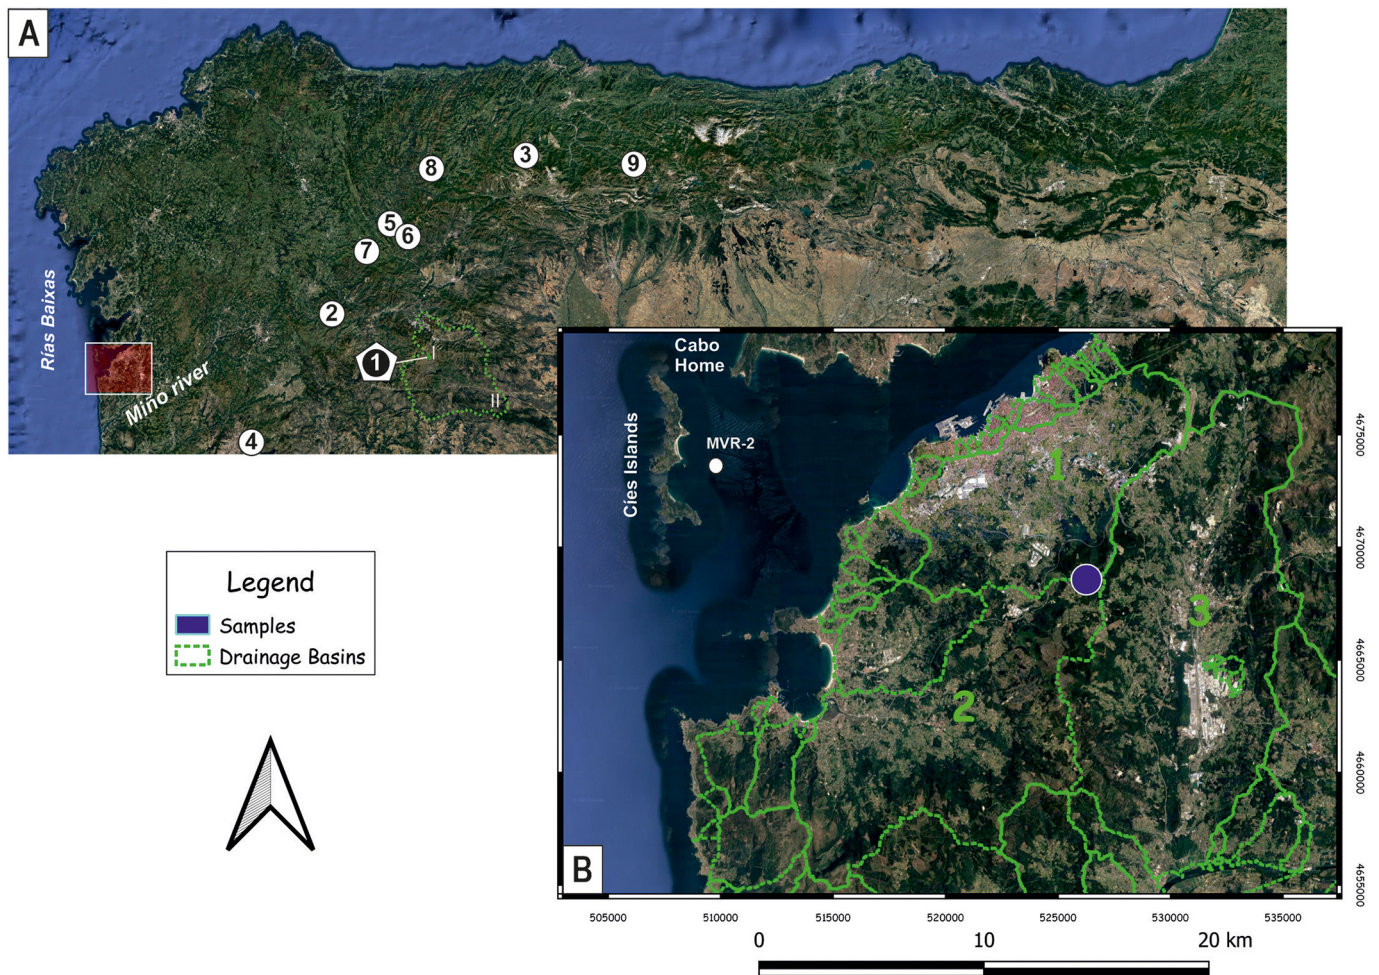 A
8
3
9
5
6
7
2
1
I
II
4
Rías Baixas
Miño river
Cabo
Home
Cíes Islands
MVR-2
1
2
3
B
Legend
Samples
Drainage Basins
4675000
4670000
4665000
4660000
4655000
505000
510000
515000
520000
525000
530000
535000
0
10
20 km